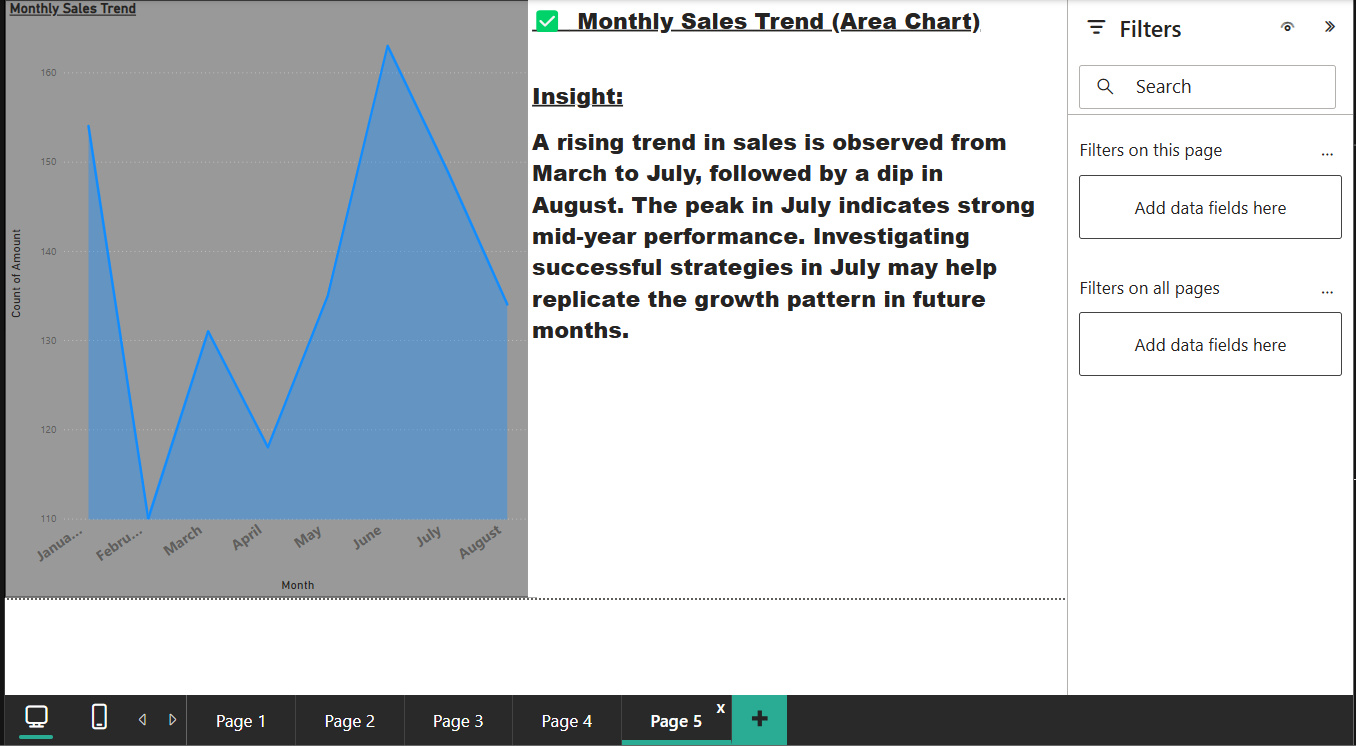 Monthly Sales Trend
160
150
140
130
120
110
Count of Amount
Janua...
Febru...
March
April
May
June
July
August
Month
✅ Monthly Sales Trend (Area Chart)
Insight:
A rising trend in sales is observed from
March to July, followed by a dip in
August. The peak in July indicates strong
mid-year performance. Investigating
successful strategies in July may help
replicate the growth pattern in future
months.
Filters
Search
Filters on this page ...
Add data fields here
Filters on all pages ...
Add data fields here
Page 1
Page 2
Page 3
Page 4
Page 5 x
+